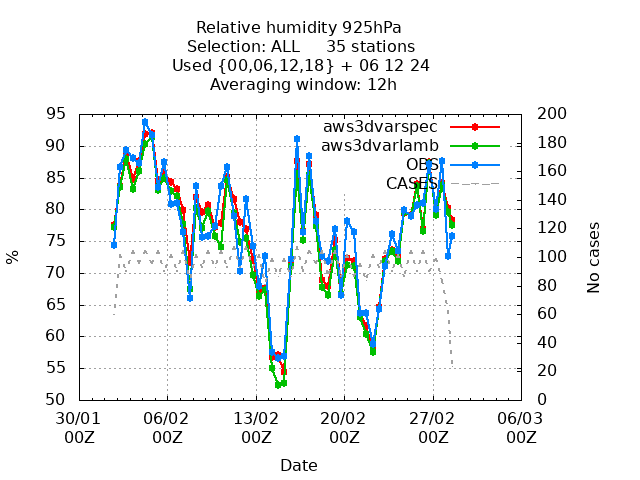 Relative humidity 925hPa
Selection: ALL     35 stations
Used {00,06,12,18} + 06 12 24
Averaging window: 12h
aws3dvarspec
aws3dvarlamb
OBS
CASES
95
90
85
80
75
70
65
60
55
50
%
200
180
160
140
120
100
80
60
40
20
0
No cases
30/01 06/02 13/02 20/02 27/02 06/03
00Z 00Z 00Z 00Z 00Z 00Z
Date